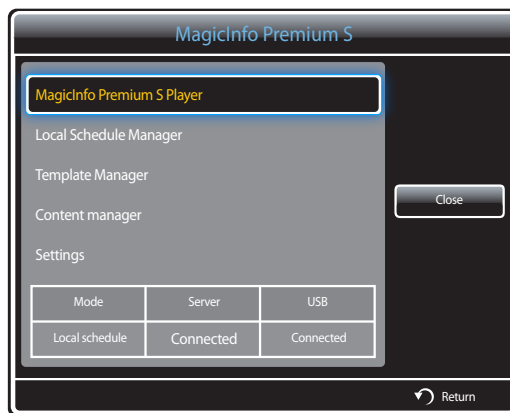 MagicInfo Premium S
MagicInfo Premium S Player
Local Schedule Manager
Template Manager
Content manager
Settings
Close
Mode Server USB
Local schedule Connected Connected
Return